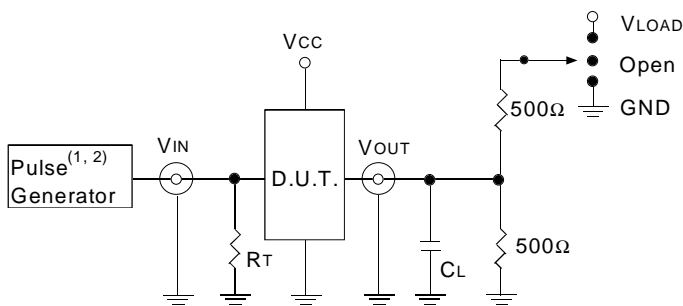 VLOAD
VCC
Open
500Ω
GND
VIN
VOUT
Pulse(1, 2)
Generator
D.U.T.
RT
500Ω
CL